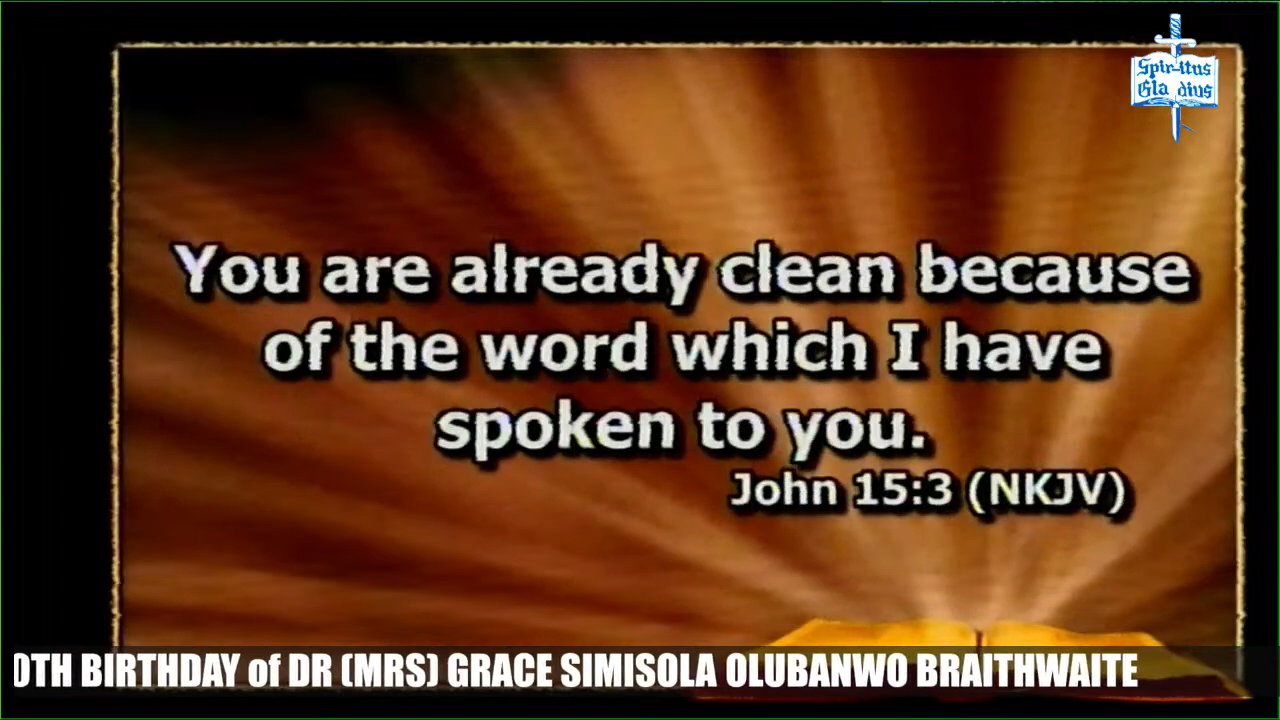 Spiritus
Gladius
You are already clean because
of the word which I have
spoken to you.
John 15:3 (NKJV)
0TH BIRTHDAY of DR (MRS) GRACE SIMISOLA OLUBANWO BRAITHWAITE